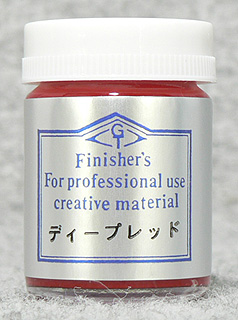 GT
Finisher's
For professional use
creative material
ディープレッド